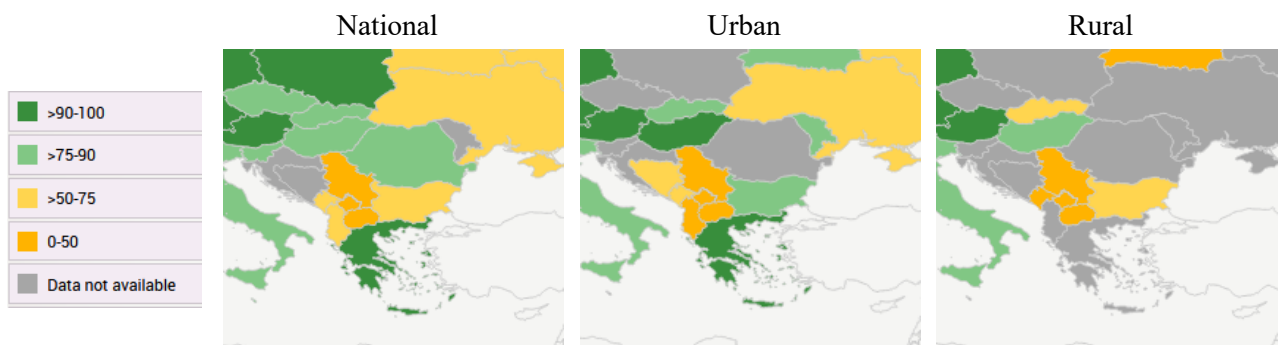 National
Urban
Rural
>90-100
>75-90
>50-75
0-50
Data not available